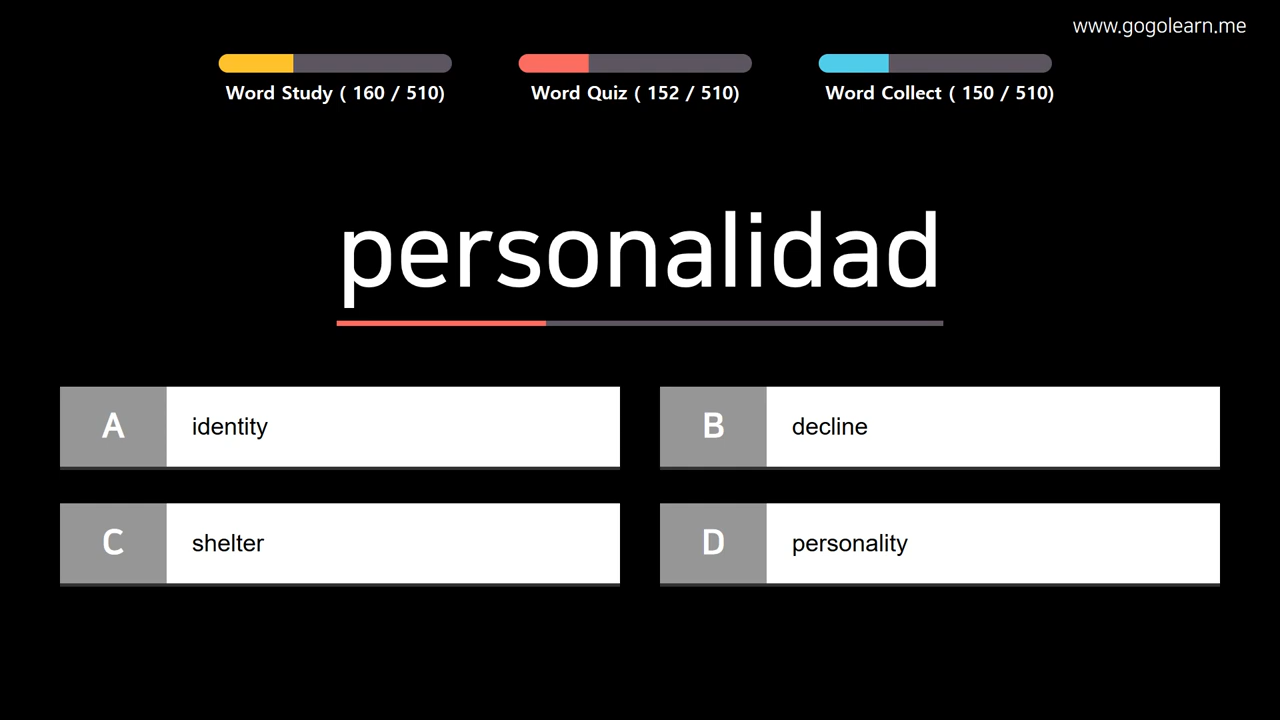 www.gogolearn.me
Word Study ( 160 / 510)
Word Quiz ( 152 / 510)
Word Collect ( 150 / 510)
personalidad
A identity
B decline
C shelter
D personality